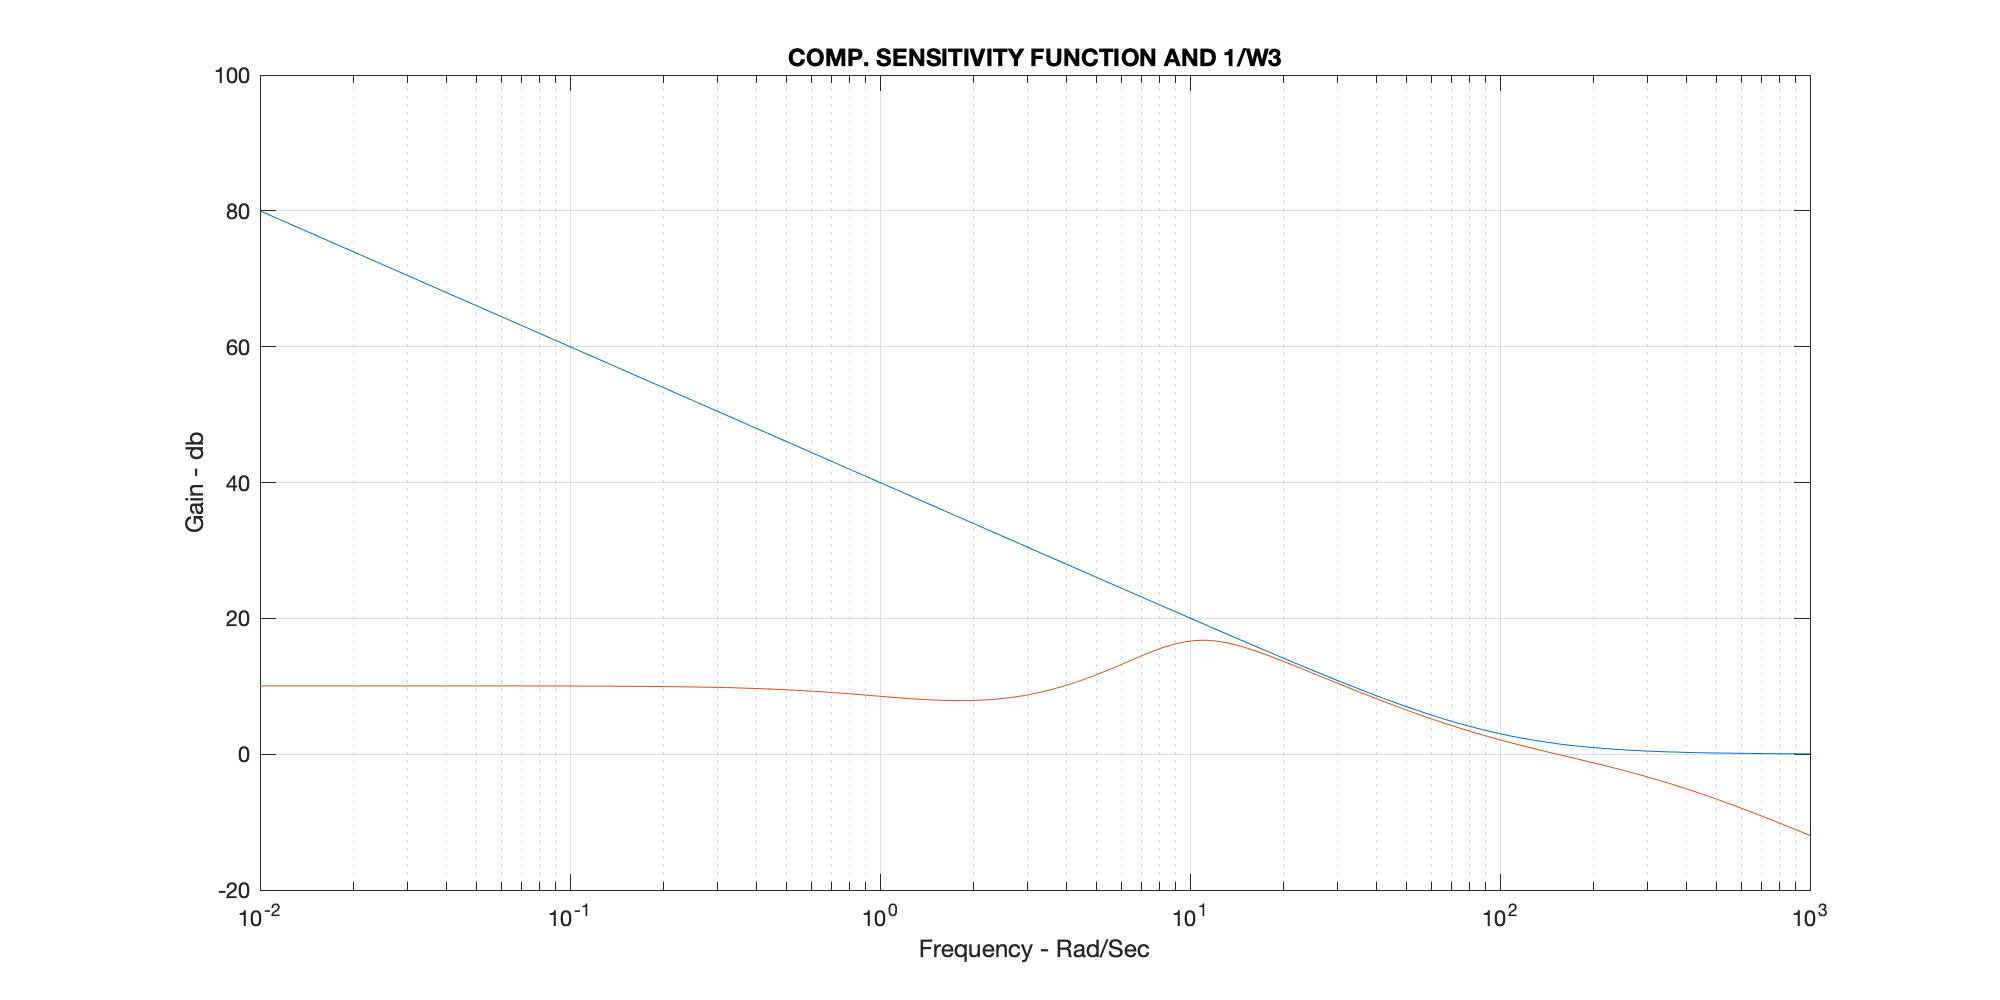 COMP. SENSITIVITY FUNCTION AND 1/W3
100
80
60
40
20
0
-20
Gain - db
10^-2 10^-1 10^0 10^1 10^2 10^3
Frequency - Rad/Sec